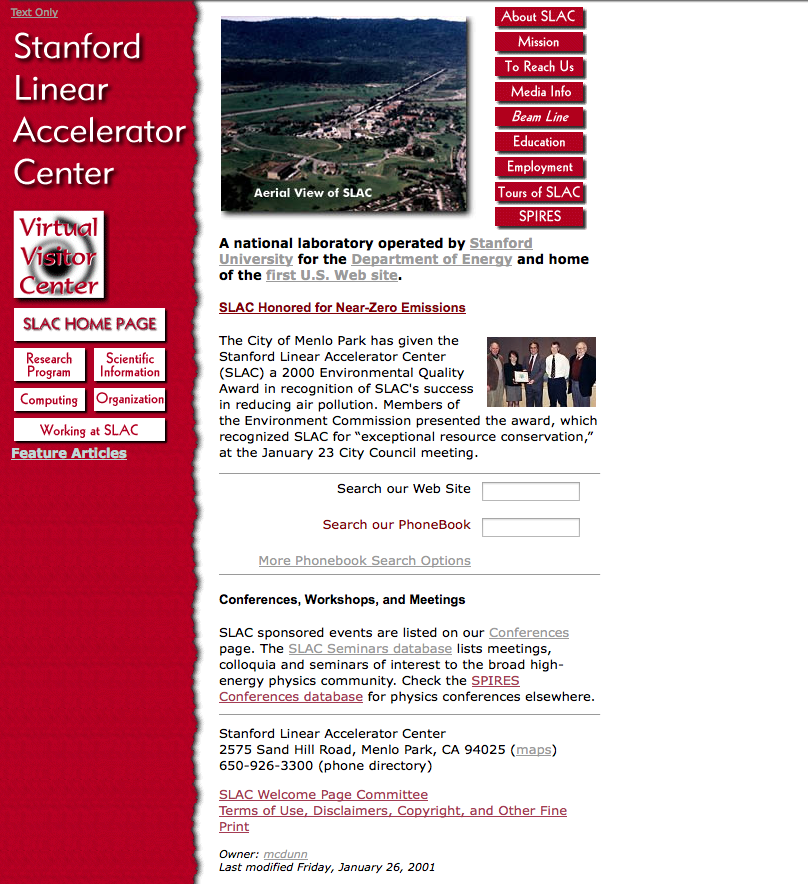 Text Only
Stanford
Linear
Accelerator
Center
Virtual
Visitor
Center
SLAC HOME PAGE
Research
Program
Scientific
Information
Computing
Organization
Working at SLAC
Feature Articles
Aerial View of SLAC
About SLAC
Mission
To Reach Us
Media Info
Beam Line
Education
Employment
Tours of SLAC
SPIRES
A national laboratory operated by Stanford
University for the Department of Energy and home
of the first U.S. Web site.
SLAC Honored for Near-Zero Emissions
The City of Menlo Park has given the
Stanford Linear Accelerator Center
(SLAC) a 2000 Environmental Quality
Award in recognition of SLAC's success
in reducing air pollution. Members of
the Environment Commission presented the award, which
recognized SLAC for “exceptional resource conservation,”
at the January 23 City Council meeting.
Search our Web Site
Search our PhoneBook
More Phonebook Search Options
Conferences, Workshops, and Meetings
SLAC sponsored events are listed on our Conferences
page. The SLAC Seminars database lists meetings,
colloquia and seminars of interest to the broad high-
energy physics community. Check the SPIRES
Conferences database for physics conferences elsewhere.
Stanford Linear Accelerator Center
2575 Sand Hill Road, Menlo Park, CA 94025 (maps)
650-926-3300 (phone directory)
SLAC Welcome Page Committee
Terms of Use, Disclaimers, Copyright, and Other Fine
Print
Owner: mcdunn
Last modified Friday, January 26, 2001